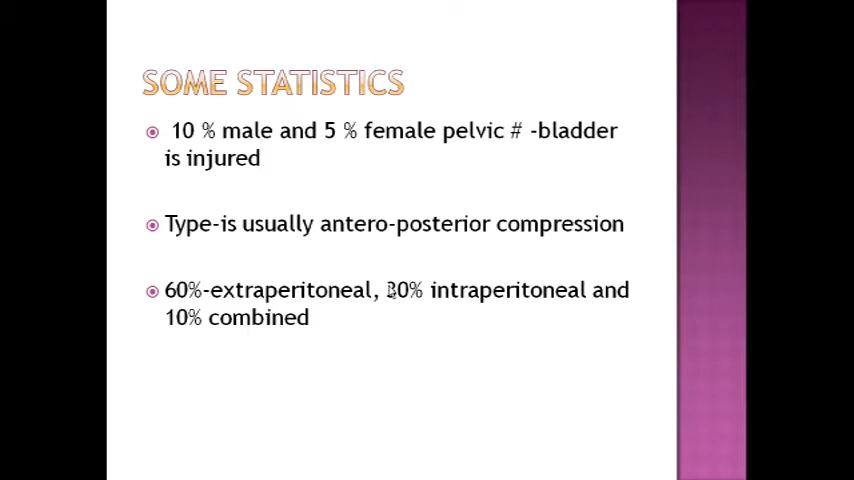 SOME STATISTICS
10 % male and 5 % female pelvic # -bladder
is injured
Type-is usually antero-posterior compression
60%-extraperitoneal, 30% intraperitoneal and
10% combined